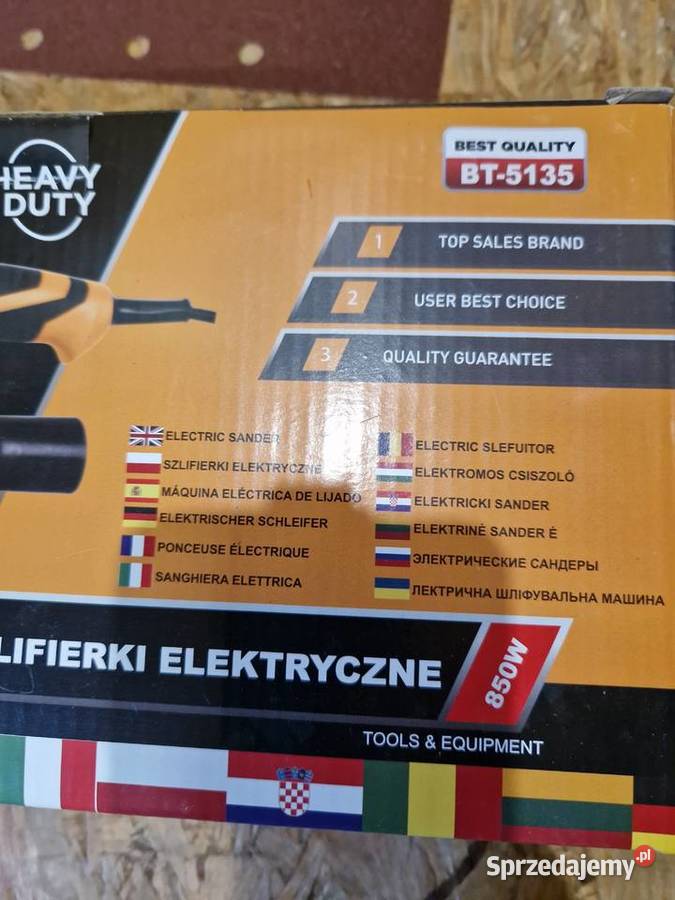 HEAVY
DUTY
BEST QUALITY
BT-5135
1 TOP SALES BRAND
2 USER BEST CHOICE
3 QUALITY GUARANTEE
ELECTRIC SANDER
SZLIFIERKI ELEKTRYCZNE
MÁQUINA ELÉCTRICA DE LIJADO
ELEKTRISCHER SCHLEIFER
PONCEUSE ÉLECTRIQUE
SANGHIERA ELETTRICA
ELECTRIC SLEFUITOR
ELEKTROMOS CSISZOLÓ
ELEKTRICKI SANDER
ELEKTRINĖ SANDER Ė
ЭЛЕКТРИЧЕСКИЕ САНДЕРЫ
ЛЕКТРИЧНА ШЛІФУВАЛЬНА МАШИНА
LIFIERKI ELEKTRYCZNE
850W
TOOLS & EQUIPMENT
Sprzedajemy.pl